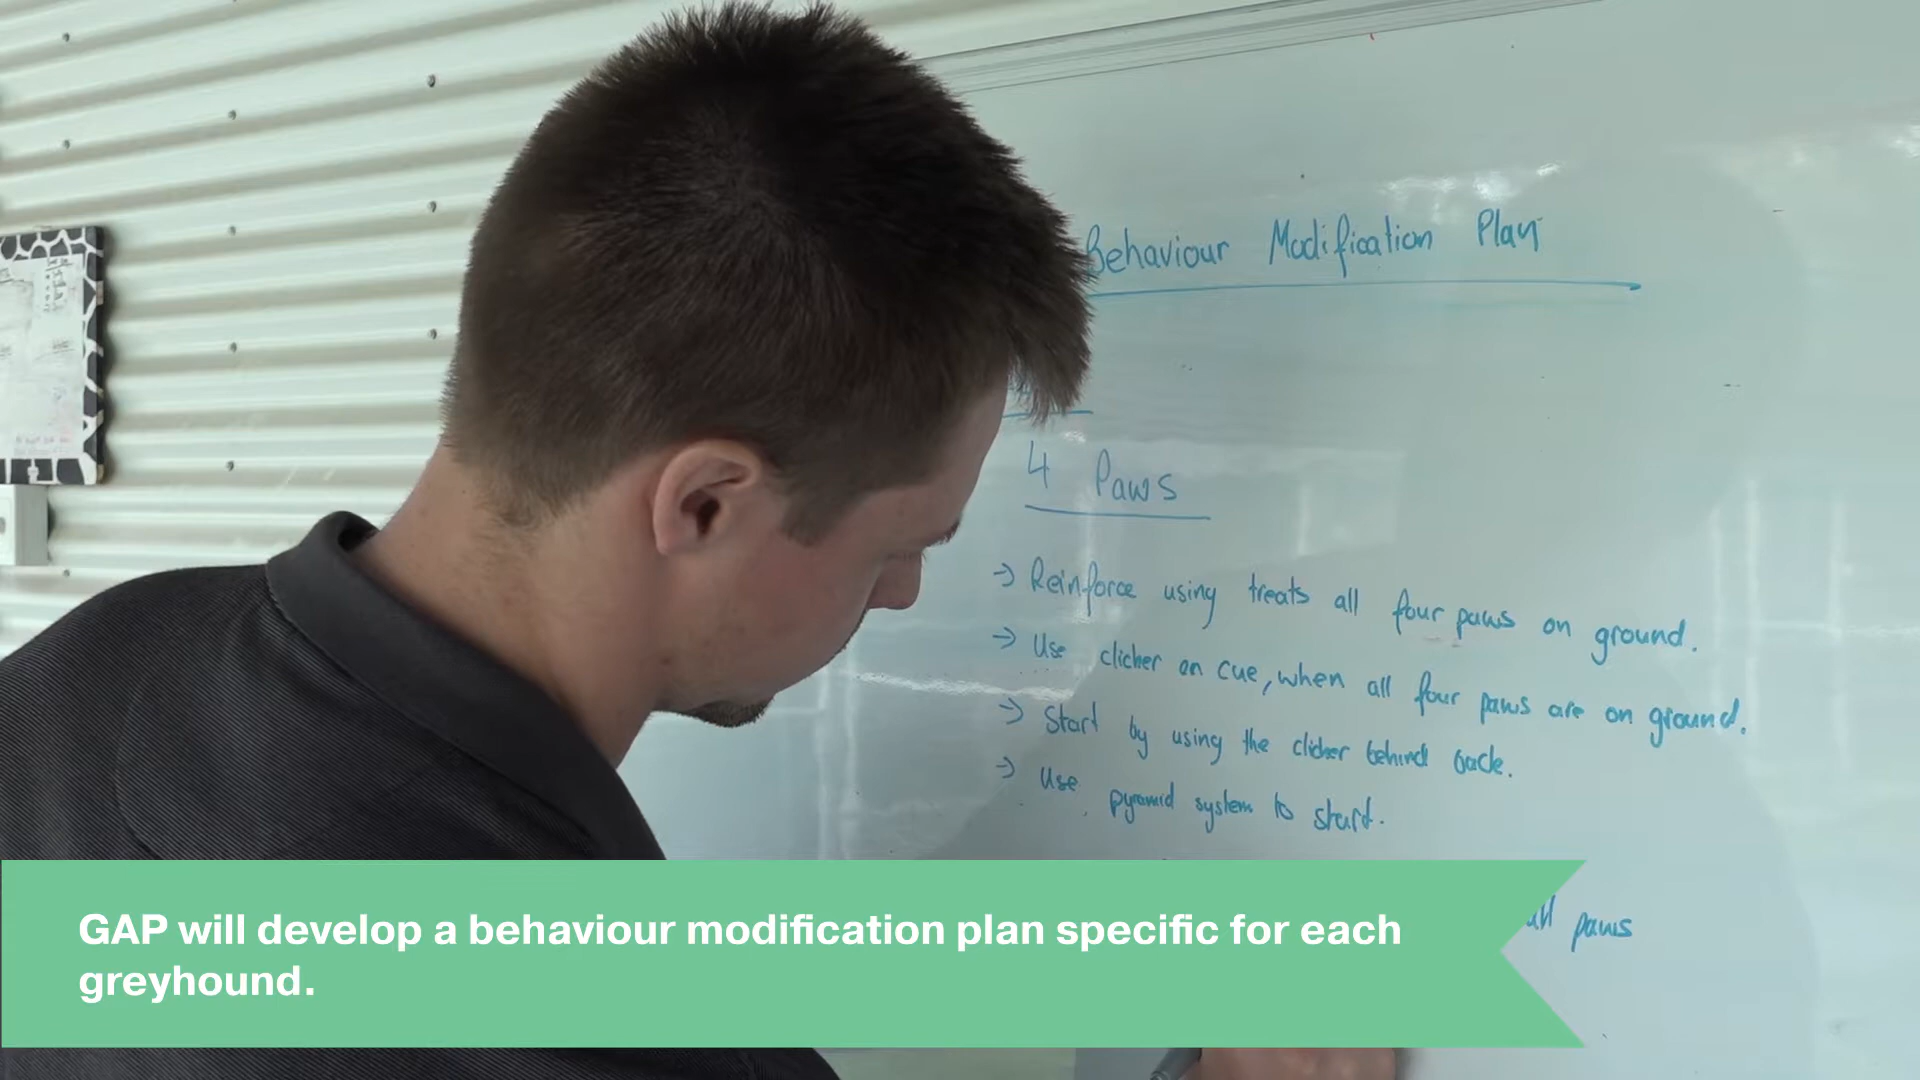 Behaviour Modification Plan
4 Paws
→ Reinforce using treats all four paws on ground.
→ Use clicker on cue, when all four paws are on ground.
→ Start by using the clicker behind back.
→ Use pyramid system to start.
all paws
GAP will develop a behaviour modification plan specific for each
greyhound.